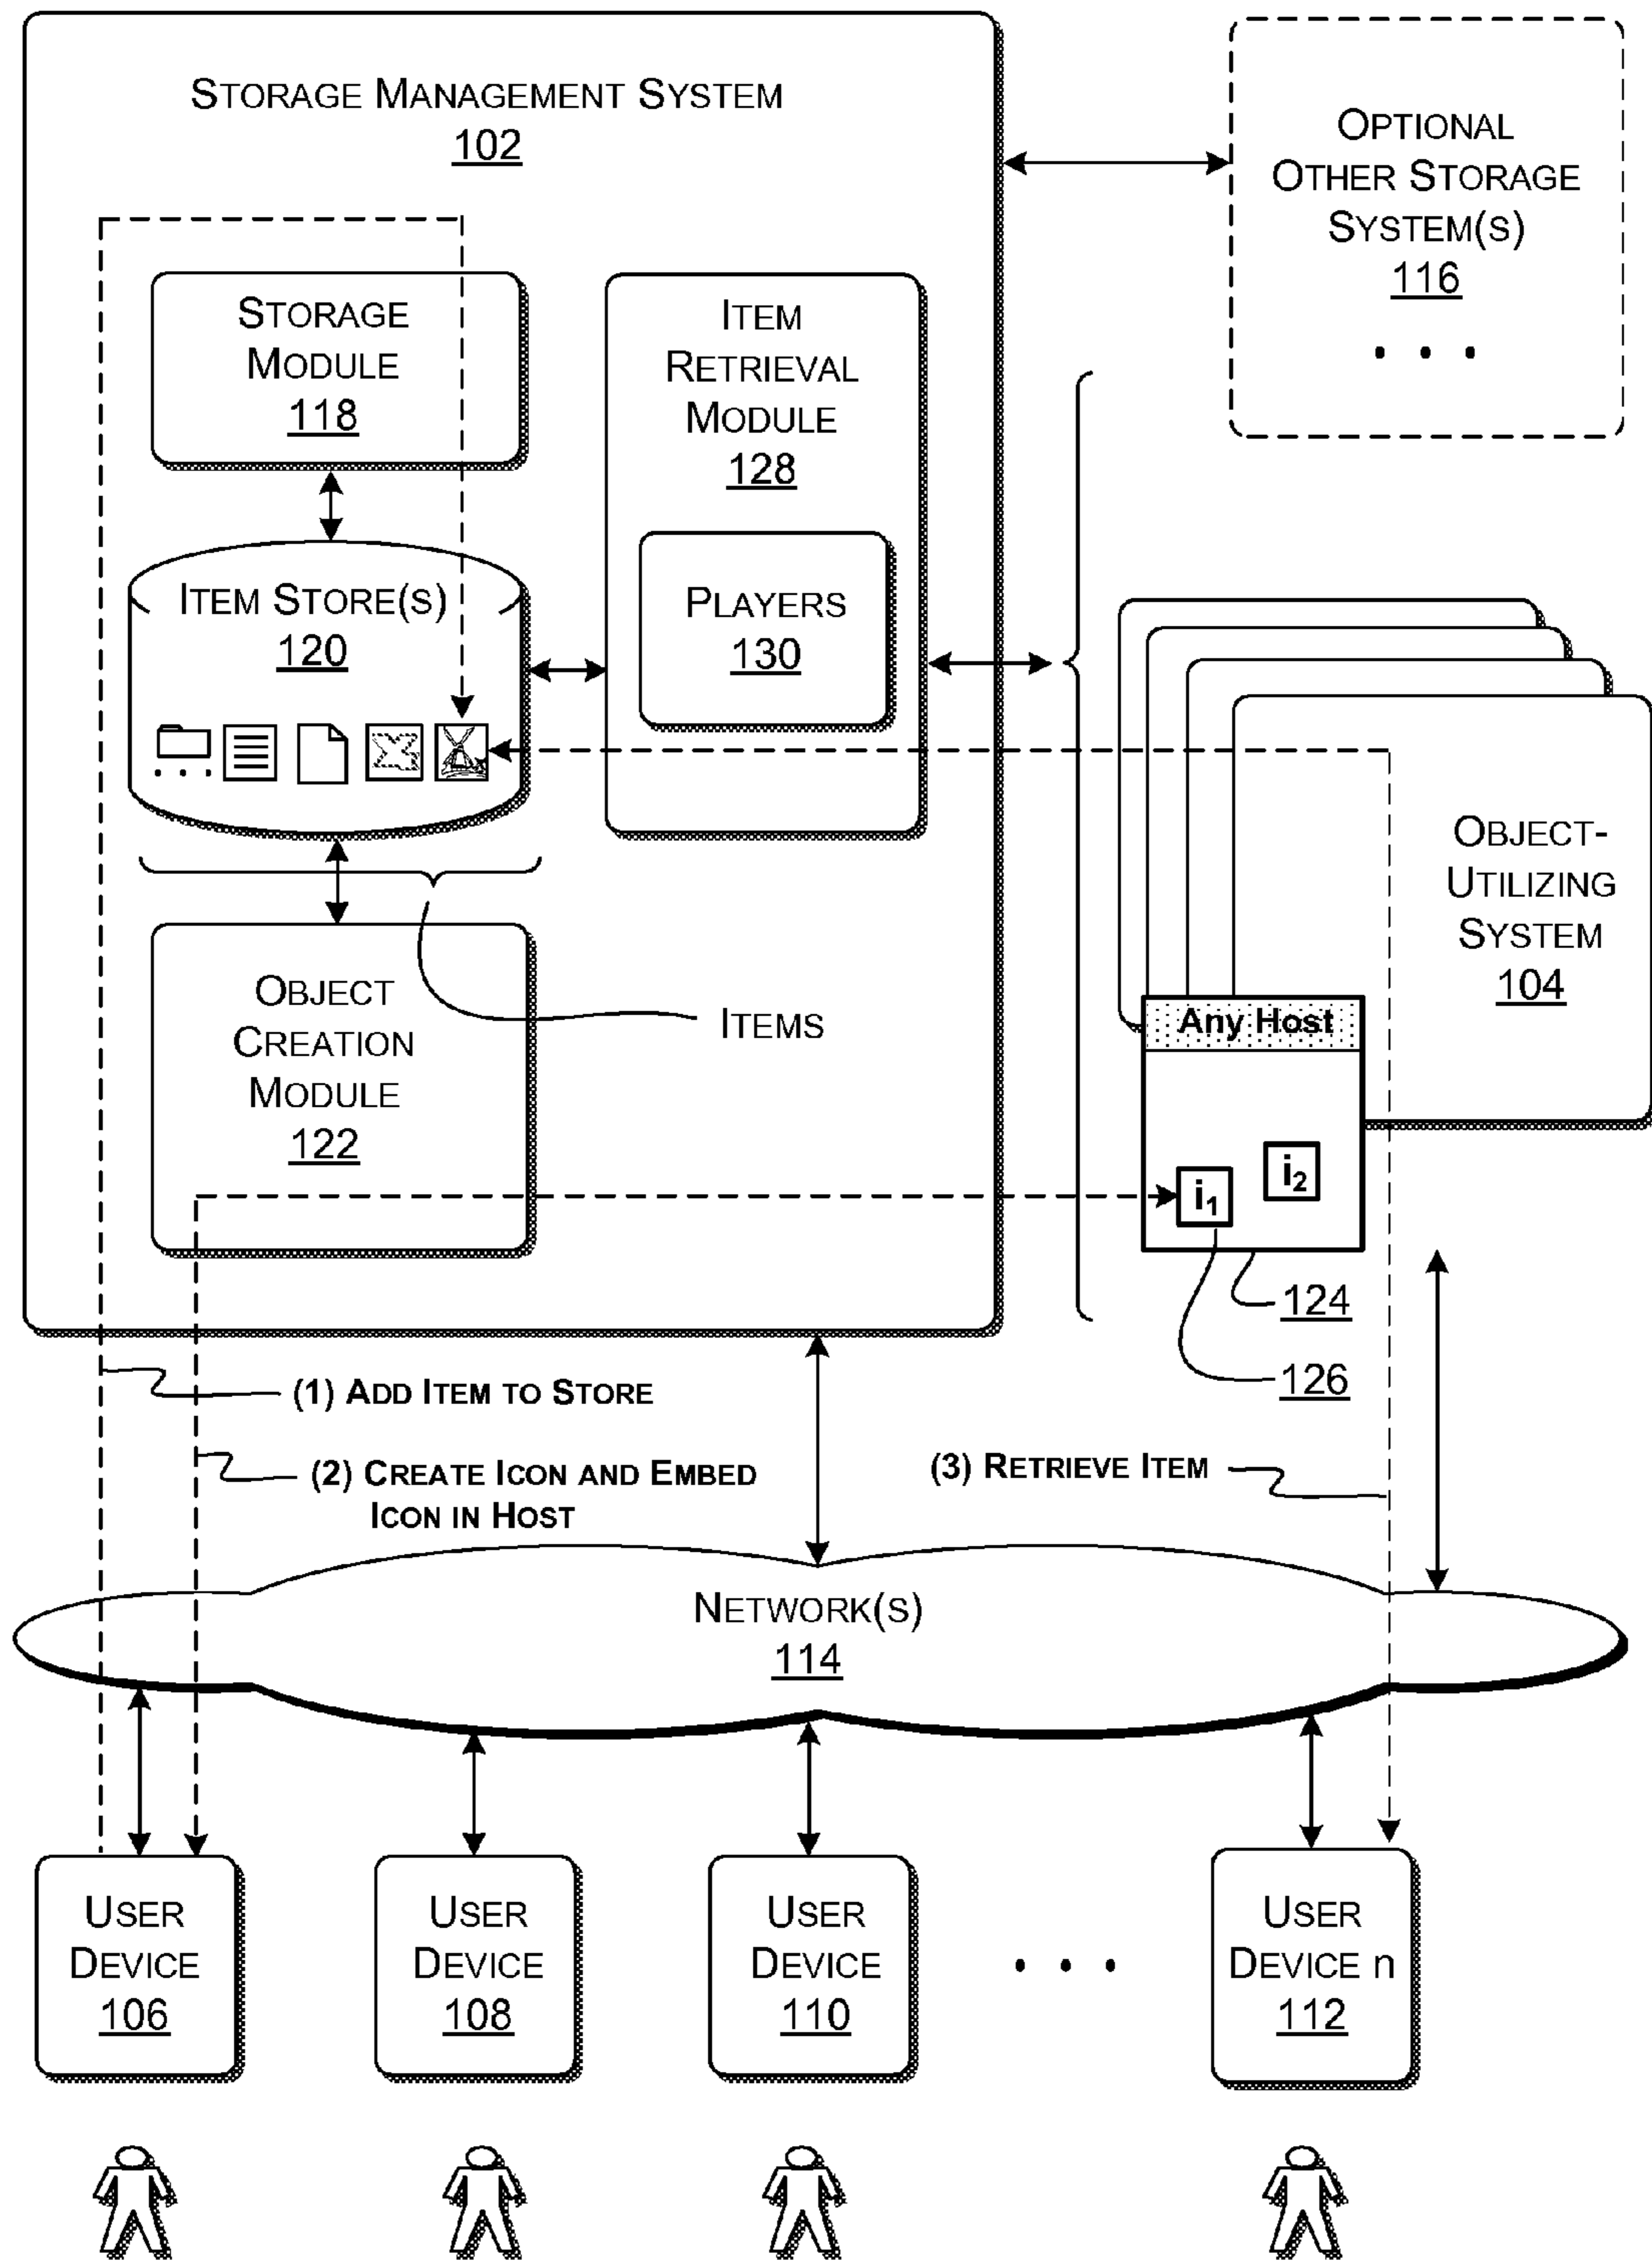 STORAGE MANAGEMENT SYSTEM
102
OPTIONAL
OTHER STORAGE
SYSTEM(S)
116
. . .
STORAGE
MODULE
118
ITEM
RETRIEVAL
MODULE
128
PLAYERS
130
ITEM STORE(S)
120
. . .
OBJECT
CREATION
MODULE
122
ITEMS
OBJECT-
UTILIZING
SYSTEM
104
Any Host
i1
i2
124
126
(1) ADD ITEM TO STORE
(2) CREATE ICON AND EMBED
ICON IN HOST
(3) RETRIEVE ITEM
NETWORK(S)
114
USER
DEVICE
106
USER
DEVICE
108
USER
DEVICE
110
. . .
USER
DEVICE n
112